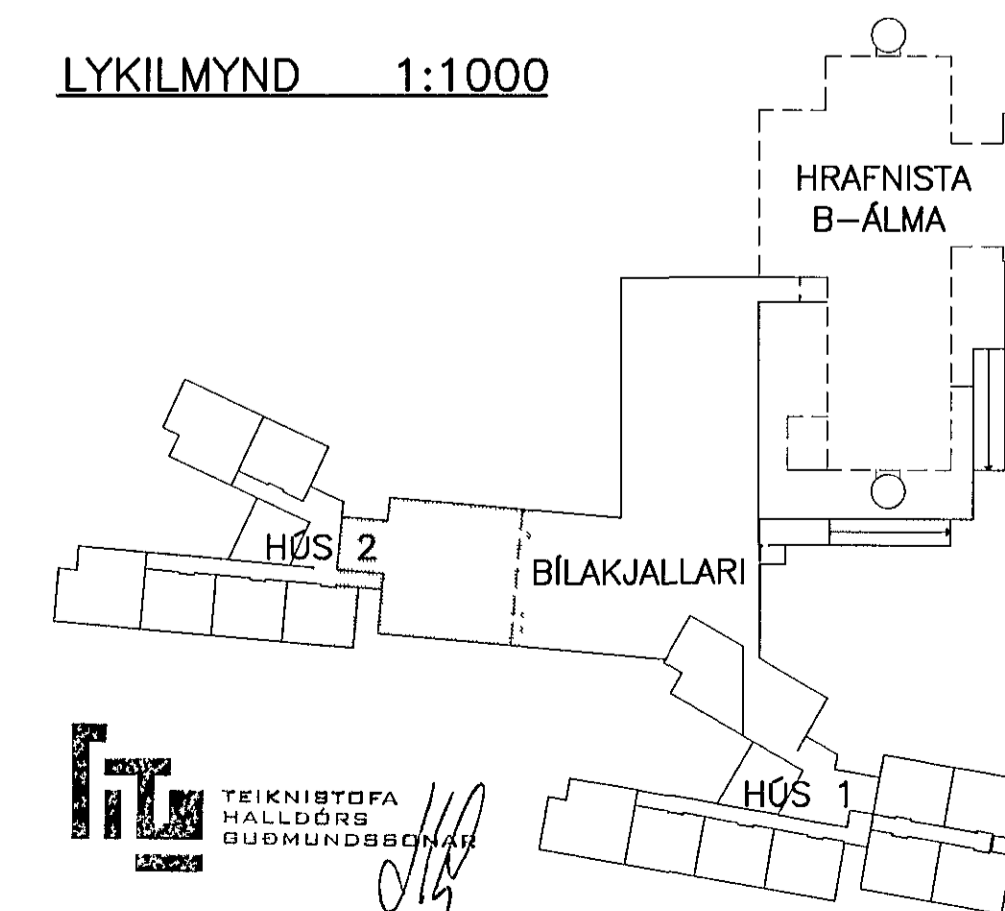 LYKILMYND 1:1000
HRAFNISTA
B-ÁLMA
HÚS 2
BÍLAKJALLARI
HÚS 1
TEIKNISTOFA
HALLDÓRS
GUÐMUNDSSONAR